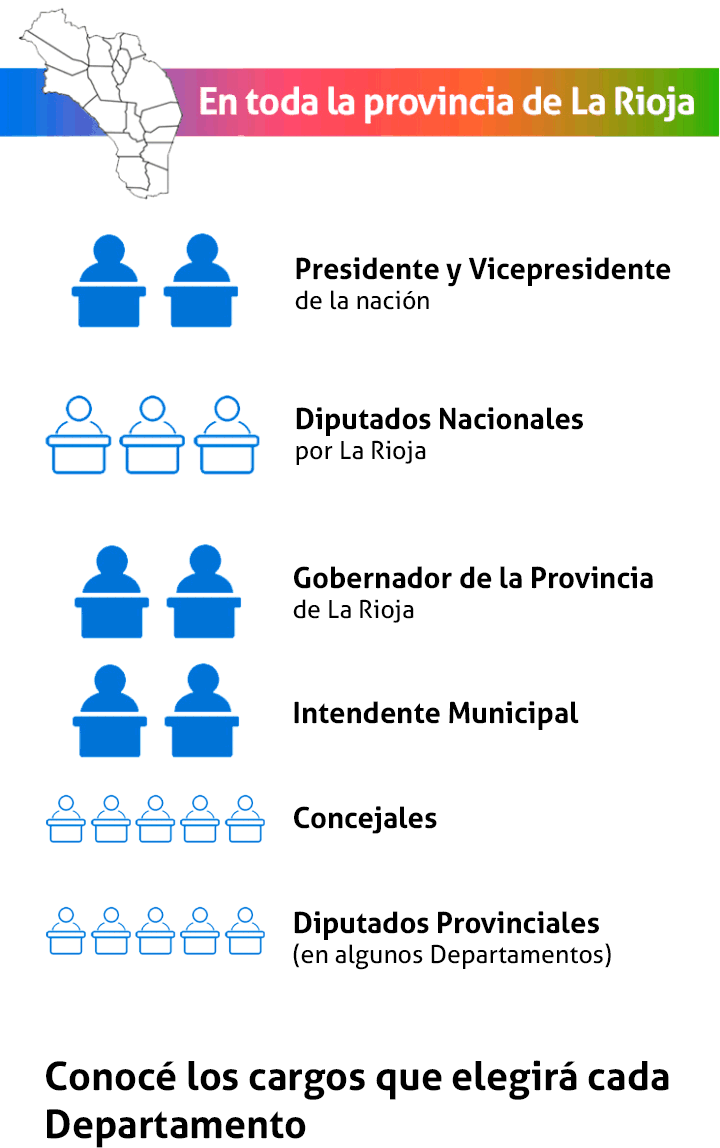 En toda la provincia de La Rioja
Presidente y Vicepresidente
de la nación
Diputados Nacionales
por La Rioja
Gobernador de la Provincia
de La Rioja
Intendente Municipal
Concejales
Diputados Provinciales
(en algunos Departamentos)
Conocé los cargos que elegirá cada
Departamento